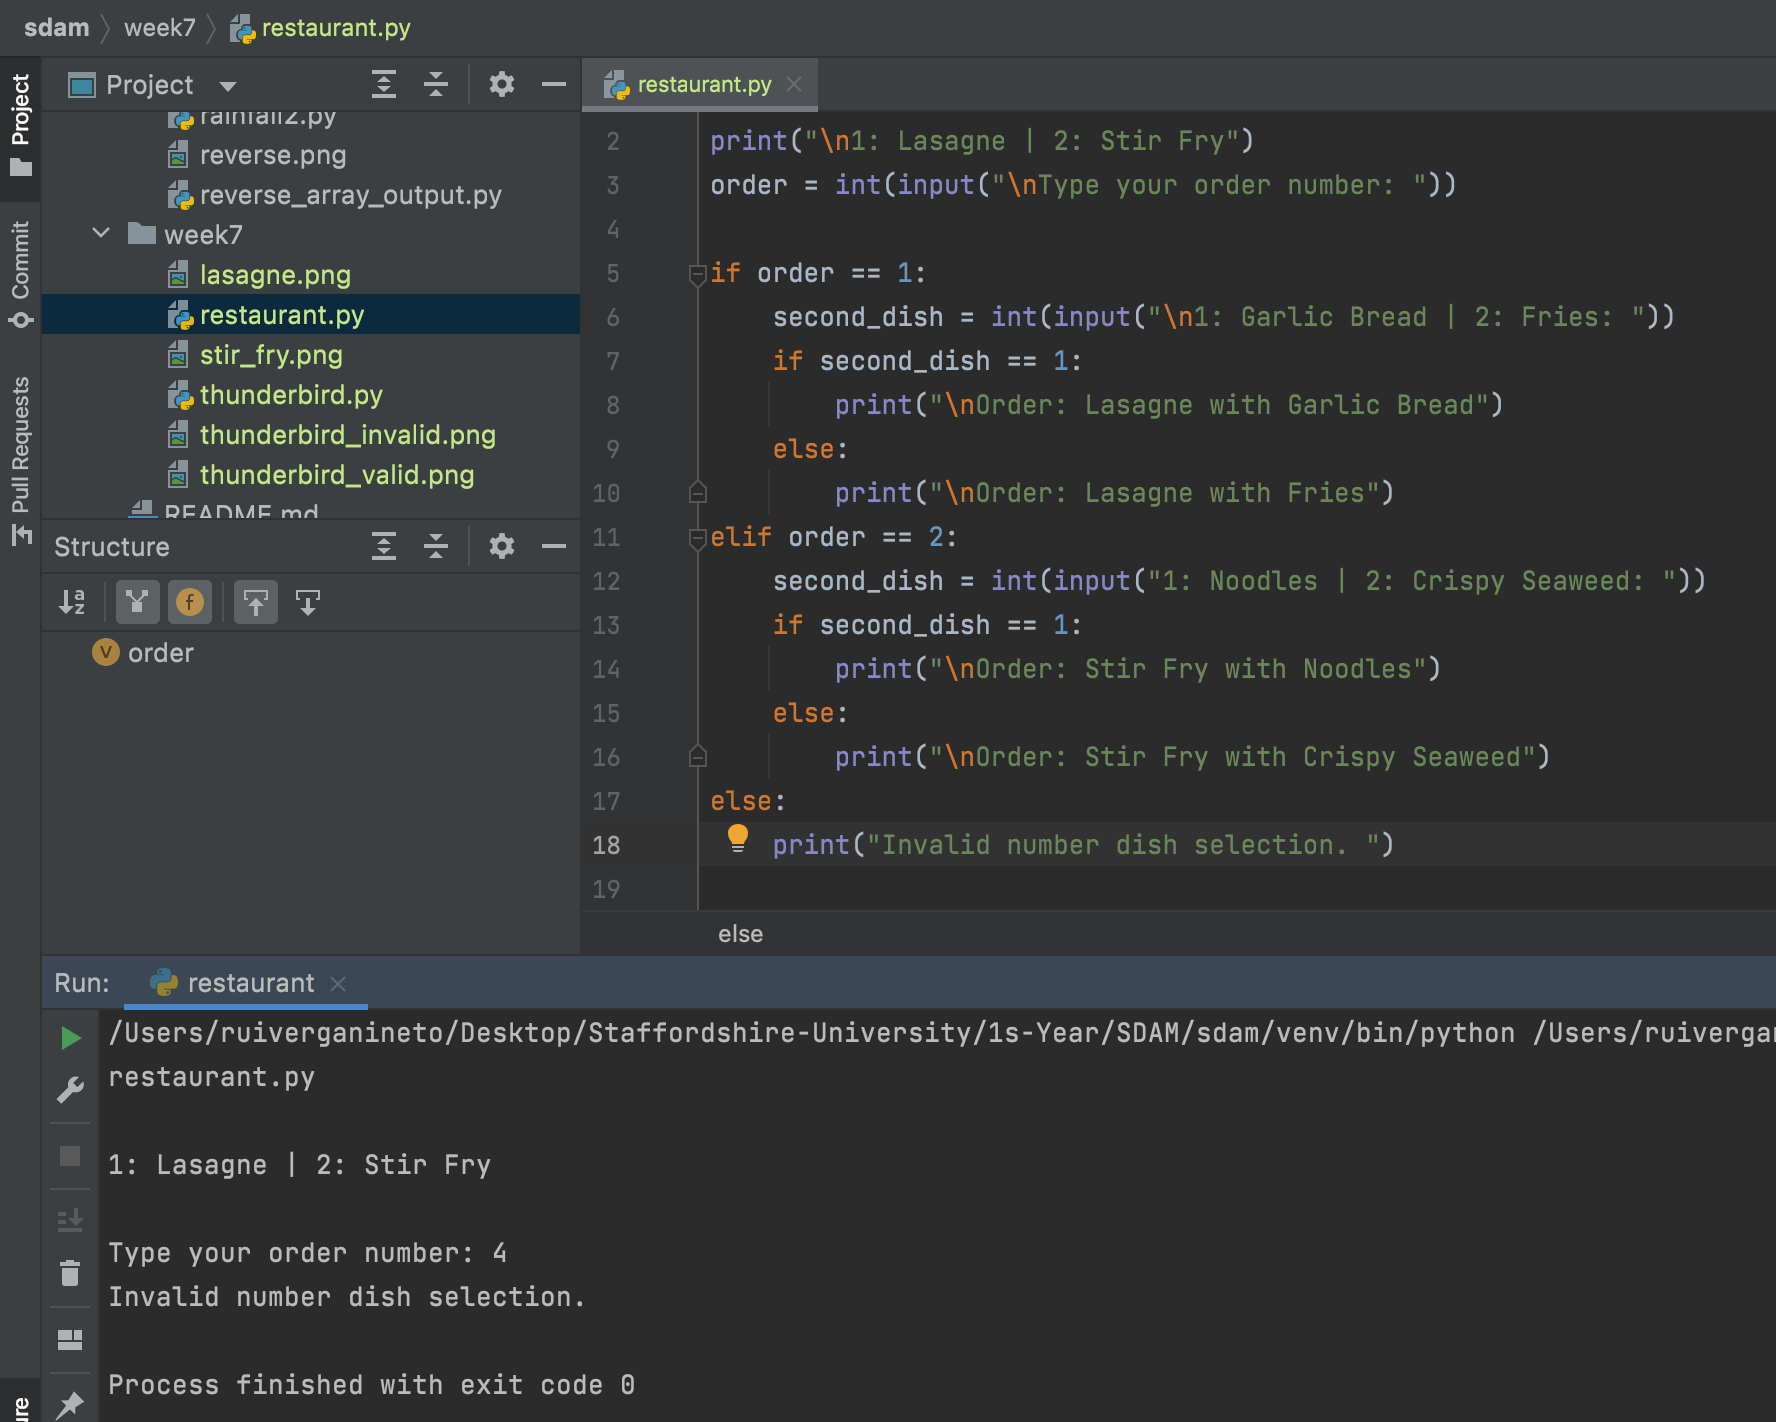 sdam week7 restaurant.py
Project
Commit
Pull Requests
Project
rainfall2.py
reverse.png
reverse_array_output.py
week7
lasagne.png
restaurant.py
stir_fry.png
thunderbird.py
thunderbird_invalid.png
thunderbird_valid.png
README.md
Structure
order
restaurant.py
2 print("\n1: Lasagne | 2: Stir Fry")
3 order = int(input("\nType your order number: "))
4
5 if order == 1:
6     second_dish = int(input("\n1: Garlic Bread | 2: Fries: "))
7     if second_dish == 1:
8         print("\nOrder: Lasagne with Garlic Bread")
9     else:
10         print("\nOrder: Lasagne with Fries")
11 elif order == 2:
12     second_dish = int(input("1: Noodles | 2: Crispy Seaweed: "))
13     if second_dish == 1:
14         print("\nOrder: Stir Fry with Noodles")
15     else:
16         print("\nOrder: Stir Fry with Crispy Seaweed")
17 else:
18     print("Invalid number dish selection. ")
19
else
Run: restaurant
/Users/ruiverganineto/Desktop/Staffordshire-University/1s-Year/SDAM/sdam/venv/bin/python /Users/ruivergan
restaurant.py
1: Lasagne | 2: Stir Fry
Type your order number: 4
Invalid number dish selection.
Process finished with exit code 0